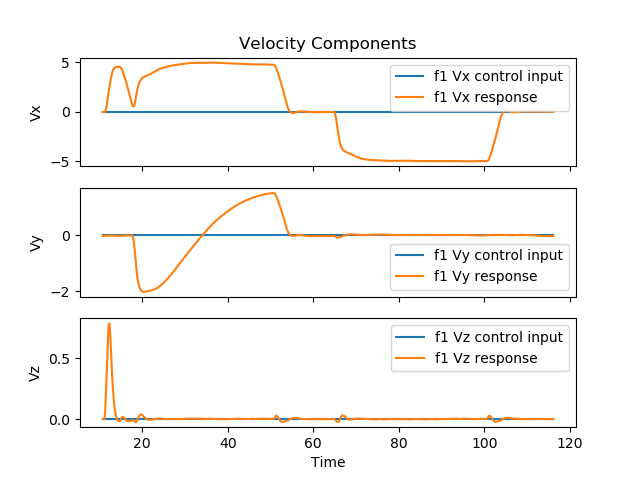 Velocity Components
5
0
−5
Vx
f1 Vx control input
f1 Vx response
0
−2
Vy
f1 Vy control input
f1 Vy response
0.5
0.0
Vz
f1 Vz control input
f1 Vz response
20 40 60 80 100 120
Time